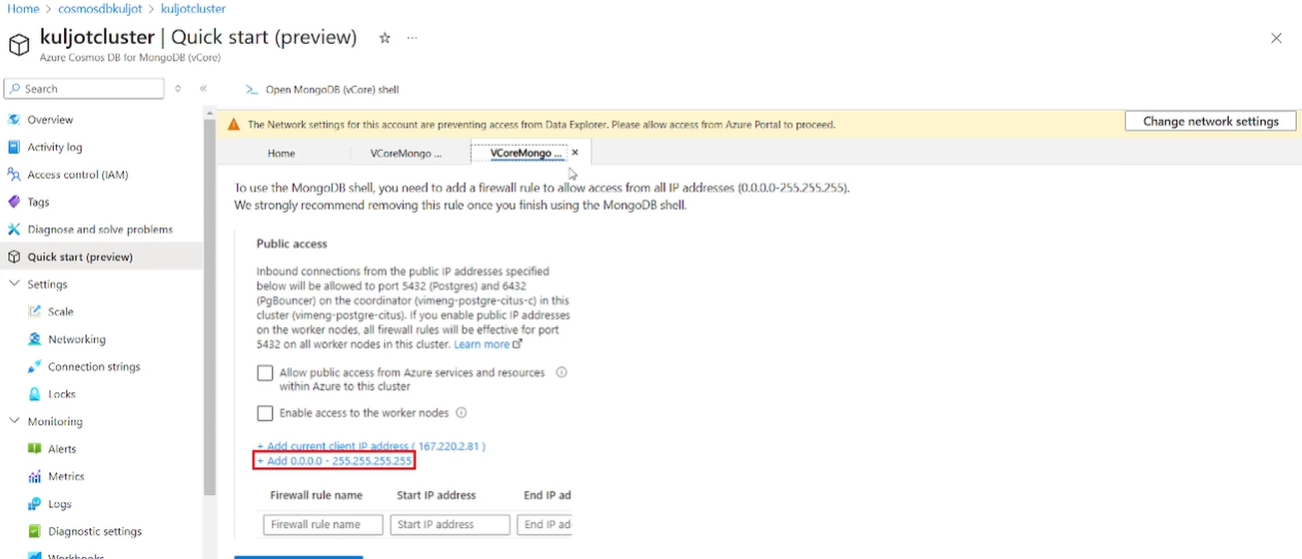 Home > cosmosdbkuljot > kuljotcluster
kuljotcluster | Quick start (preview)
Azure Cosmos DB for MongoDB (vCore)
Search
Open MongoDB (vCore) shell
Overview
Activity log
Access control (IAM)
Tags
Diagnose and solve problems
Quick start (preview)
Settings
Scale
Networking
Connection strings
Locks
Monitoring
Alerts
Metrics
Logs
Diagnostic settings
Workbooks
The Network settings for this account are preventing access from Data Explorer. Please allow access from Azure Portal to proceed.
Change network settings
Home
VCoreMongo ...
VCoreMongo ...
To use the MongoDB shell, you need to add a firewall rule to allow access from all IP addresses (0.0.0.0-255.255.255).
We strongly recommend removing this rule once you finish using the MongoDB shell.
Public access
Inbound connections from the public IP addresses specified
below will be allowed to port 5432 (Postgres) and 6432
(PgBouncer) on the coordinator (vimeng-postgre-citus-c) in this
cluster (vimeng-postgre-citus). If you enable public IP addresses
on the worker nodes, all firewall rules will be effective for port
5432 on all worker nodes in this cluster. Learn more
Allow public access from Azure services and resources
within Azure to this cluster
Enable access to the worker nodes
+ Add current client IP address ( 167.220.2.81 )
+ Add 0.0.0.0 - 255.255.255.255
Firewall rule name Start IP address End IP ad
Firewall rule name Start IP address End IP ad